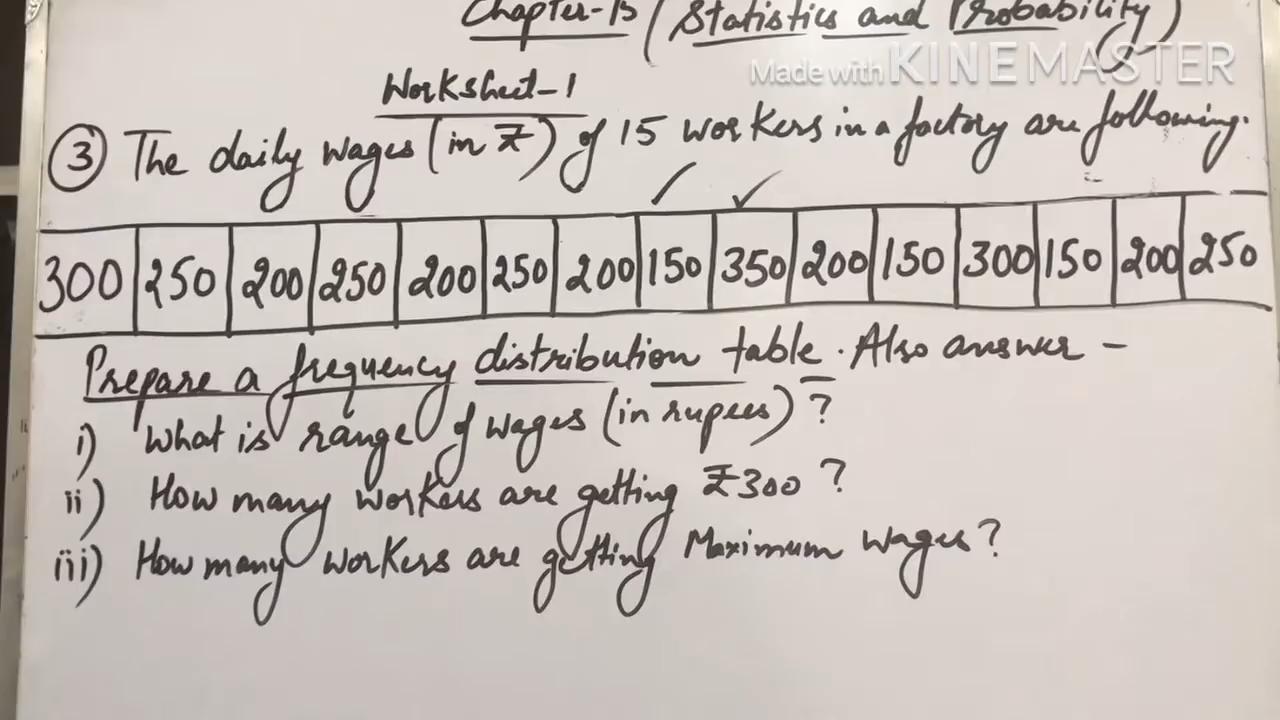 Chapter-15 (Statistics and Probability)
Made with KINEMASTER
Worksheet-1
③ The daily wages (in ₹) of 15 workers in a factory are following.
300 250 200 250 200 250 200 150 350 200 150 300 150 200 250
Prepare a frequency distribution table. Also answer –
i) What is range of wages (in rupees) ?
ii) How many workers are getting ₹300 ?
iii) How many workers are getting Maximum wages?